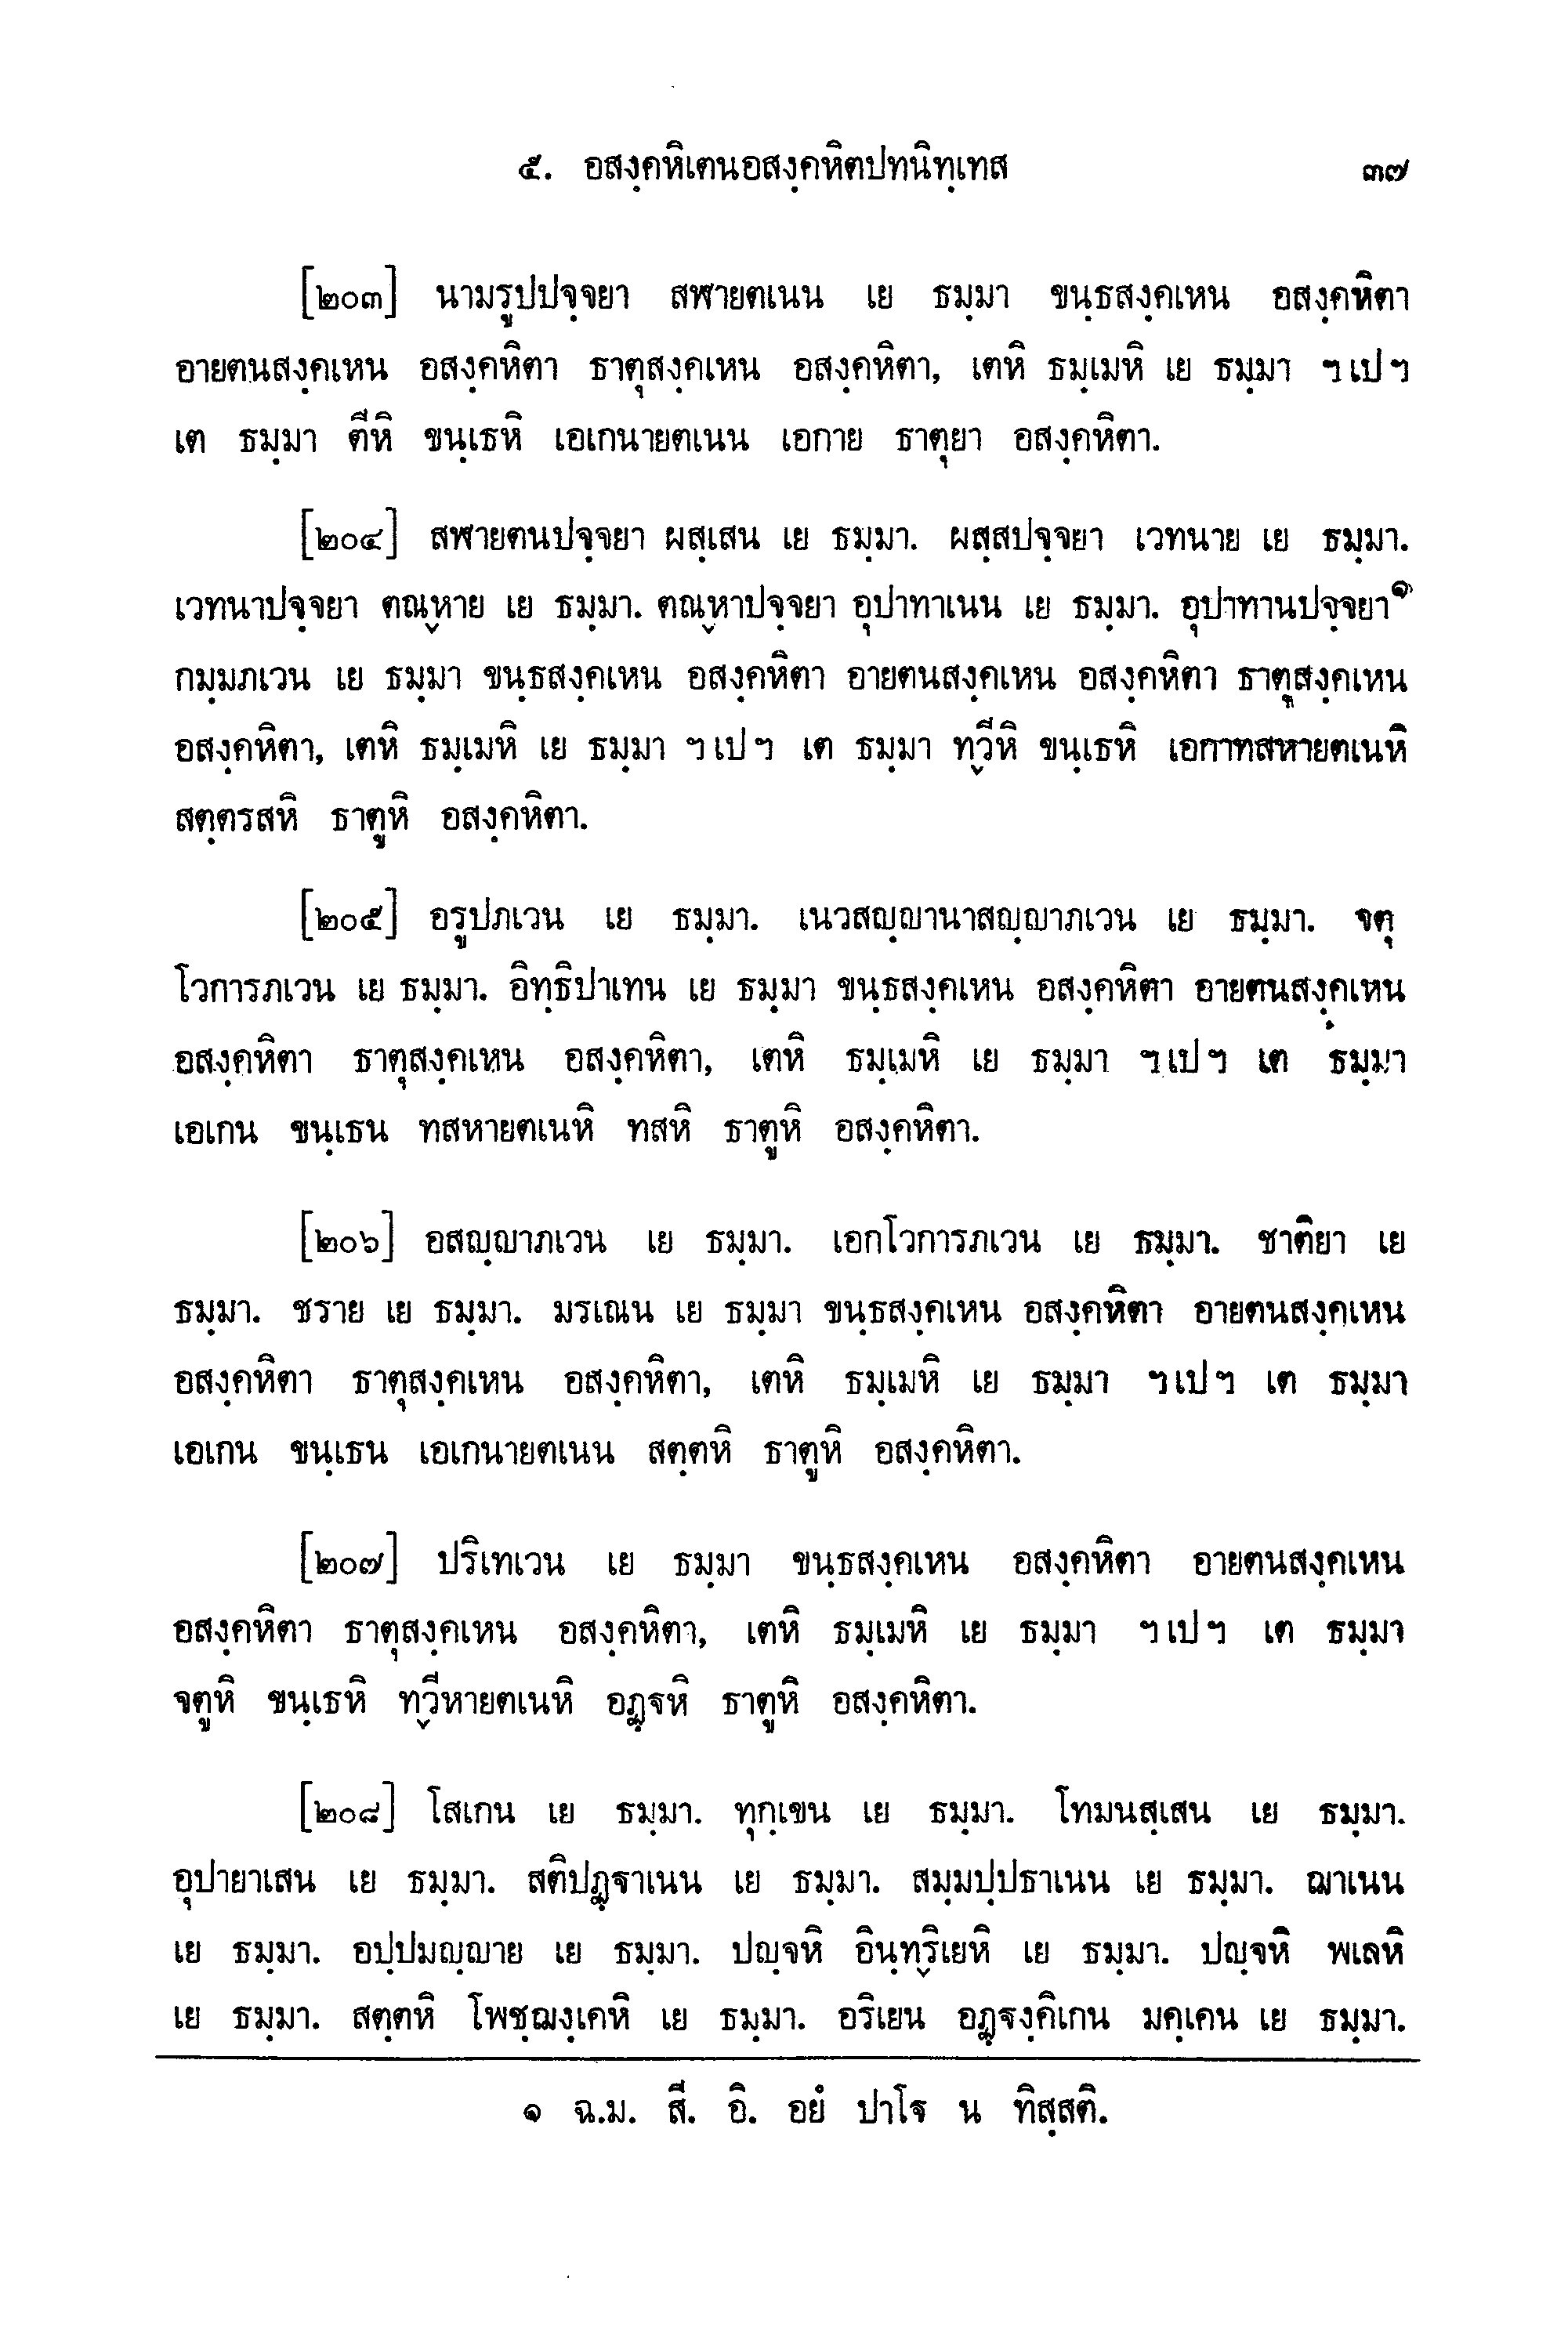 ๕. อสงฺคหิเตนอสงฺคหิตปทนิทฺเทส ๓๗
[๒๐๓] นามรูปปจฺจยา สฬายตเนน เย ธมฺมา ขนฺธสงฺคเหน อสงฺคหิตา
อายตนสงฺคเหน อสงฺคหิตา ธาตุสงฺคเหน อสงฺคหิตา, เตหิ ธมฺเมหิ เย ธมฺมา ฯเปฯ
เต ธมฺมา ตีหิ ขนฺเธหิ เอเกนายตเนน เอกาย ธาตุยา อสงฺคหิตา.
[๒๐๔] สฬายตนปจฺจยา ผสฺเสน เย ธมฺมา. ผสฺสปจฺจยา เวทนาย เย ธมฺมา.
เวทนาปจฺจยา ตณฺหาย เย ธมฺมา. ตณฺหาปจฺจยา อุปาทาเนน เย ธมฺมา. อุปาทานปจฺจยา๑
กมฺมภเวน เย ธมฺมา ขนฺธสงฺคเหน อสงฺคหิตา อายตนสงฺคเหน อสงฺคหิตา ธาตุสงฺคเหน
อสงฺคหิตา, เตหิ ธมฺเมหิ เย ธมฺมา ฯเปฯ เต ธมฺมา ทฺวีหิ ขนฺเธหิ เอกาทสหายตเนหิ
สตฺตรสหิ ธาตูหิ อสงฺคหิตา.
[๒๐๕] อรูปภเวน เย ธมฺมา. เนวสญฺญานาสญฺญาภเวน เย ธมฺมา. จตุ
โวการภเวน เย ธมฺมา. อิทฺธิปาเทน เย ธมฺมา ขนฺธสงฺคเหน อสงฺคหิตา อายตนสงฺคเหน
อสงฺคหิตา ธาตุสงฺคเหน อสงฺคหิตา, เตหิ ธมฺเมหิ เย ธมฺมา ฯเปฯ เต ธมฺมา
เอเกน ขนฺเธน ทสหายตเนหิ ทสหิ ธาตูหิ อสงฺคหิตา.
[๒๐๖] อสญฺญาภเวน เย ธมฺมา. เอกโวการภเวน เย ธมฺมา. ชาติยา เย
ธมฺมา. ชราย เย ธมฺมา. มรเณน เย ธมฺมา ขนฺธสงฺคเหน อสงฺคหิตา อายตนสงฺคเหน
อสงฺคหิตา ธาตุสงฺคเหน อสงฺคหิตา, เตหิ ธมฺเมหิ เย ธมฺมา ฯเปฯ เต ธมฺมา
เอเกน ขนฺเธน เอเกนายตเนน สตฺตหิ ธาตูหิ อสงฺคหิตา.
[๒๐๗] ปริเทเวน เย ธมฺมา ขนฺธสงฺคเหน อสงฺคหิตา อายตนสงฺคเหน
อสงฺคหิตา ธาตุสงฺคเหน อสงฺคหิตา, เตหิ ธมฺเมหิ เย ธมฺมา ฯเปฯ เต ธมฺมา
จตูหิ ขนฺเธหิ ทฺวีหายตเนหิ อฏฺฐหิ ธาตูหิ อสงฺคหิตา.
[๒๐๘] โสเกน เย ธมฺมา. ทุกฺเขน เย ธมฺมา. โทมนสฺเสน เย ธมฺมา.
อุปายาเสน เย ธมฺมา. สติปฏฺฐาเนน เย ธมฺมา. สมฺมปฺปธาเนน เย ธมฺมา. ฌาเนน
เย ธมฺมา. อปฺปมญฺญาย เย ธมฺมา. ปญฺจหิ อินฺทฺริเยหิ เย ธมฺมา. ปญฺจหิ พเลหิ
เย ธมฺมา. สตฺตหิ โพชฺฌงฺเคหิ เย ธมฺมา. อริเยน อฏฺฐงฺคิเกน มคฺเคน เย ธมฺมา.
๑ ฉ.ม. สี. อิ. อยํ ปาโฐ น ทิสฺสติ.